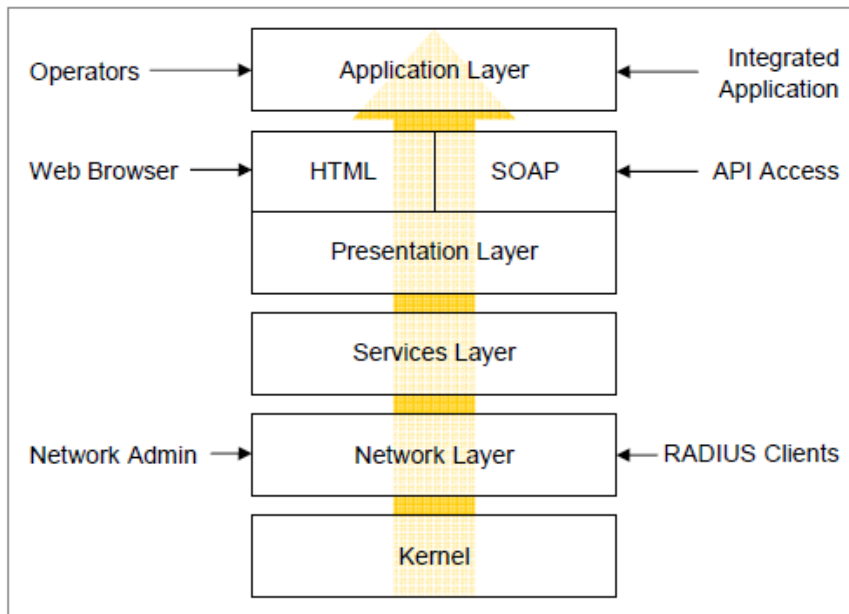 Operators
Application Layer
Integrated
Application
Web Browser
HTML
SOAP
API Access
Presentation Layer
Services Layer
Network Admin
Network Layer
RADIUS Clients
Kernel